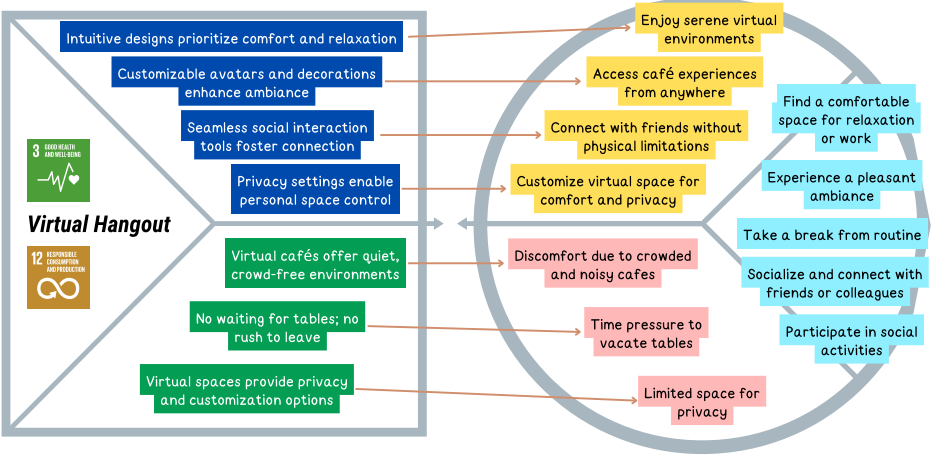 Intuitive designs prioritize comfort and relaxation
Customizable avatars and decorations
enhance ambiance
Seamless social interaction
tools foster connection
Privacy settings enable
personal space control
3 GOOD HEALTH
AND WELL-BEING
Virtual Hangout
12 RESPONSIBLE
CONSUMPTION
AND PRODUCTION
Virtual cafés offer quiet,
crowd-free environments
No waiting for tables; no
rush to leave
Virtual spaces provide privacy
and customization options
Enjoy serene virtual
environments
Access café experiences
from anywhere
Connect with friends without
physical limitations
Customize virtual space for
comfort and privacy
Discomfort due to crowded
and noisy cafes
Time pressure to
vacate tables
Limited space for
privacy
Find a comfortable
space for relaxation
or work
Experience a pleasant
ambiance
Take a break from routine
Socialize and connect with
friends or colleagues
Participate in social
activities